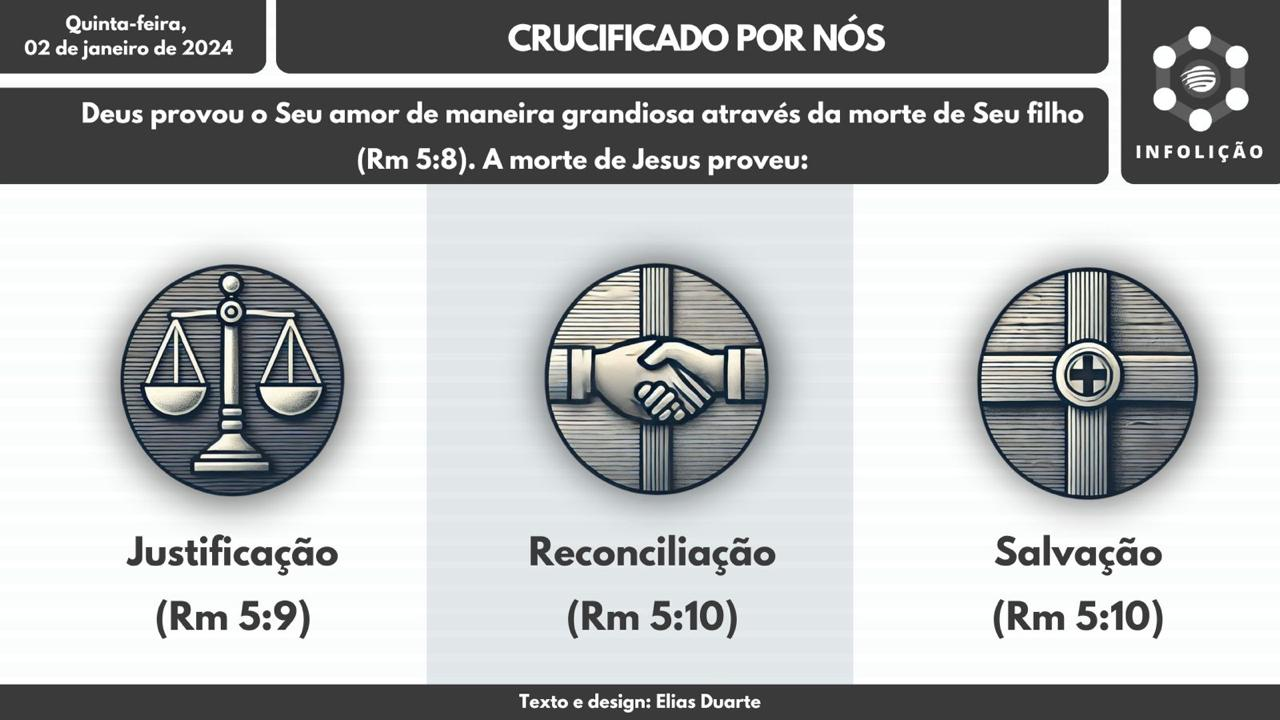 Quinta-feira,
02 de janeiro de 2024
CRUCIFICADO POR NÓS
INFOLIÇÃO
Deus provou o Seu amor de maneira grandiosa através da morte de Seu filho
(Rm 5:8). A morte de Jesus proveu:
Justificação
(Rm 5:9)
Reconciliação
(Rm 5:10)
Salvação
(Rm 5:10)
Texto e design: Elias Duarte